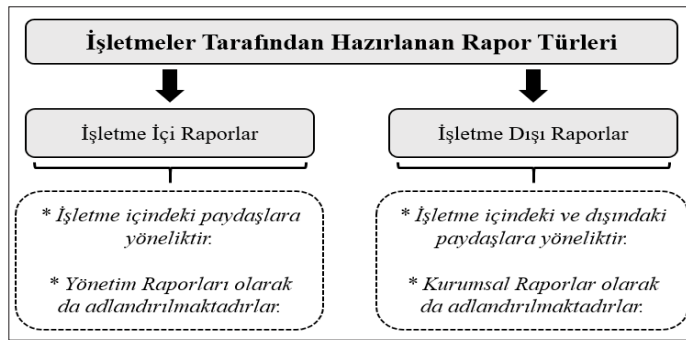 İşletmeler Tarafından Hazırlanan Rapor Türleri
İşletme İçi Raporlar
* İşletme içindeki paydaşlara
yöneliktir.
* Yönetim Raporları olarak
da adlandırılmaktadırlar.
İşletme Dışı Raporlar
* İşletme içindeki ve dışındaki
paydaşlara yöneliktir.
* Kurumsal Raporlar olarak
da adlandırılmaktadırlar.